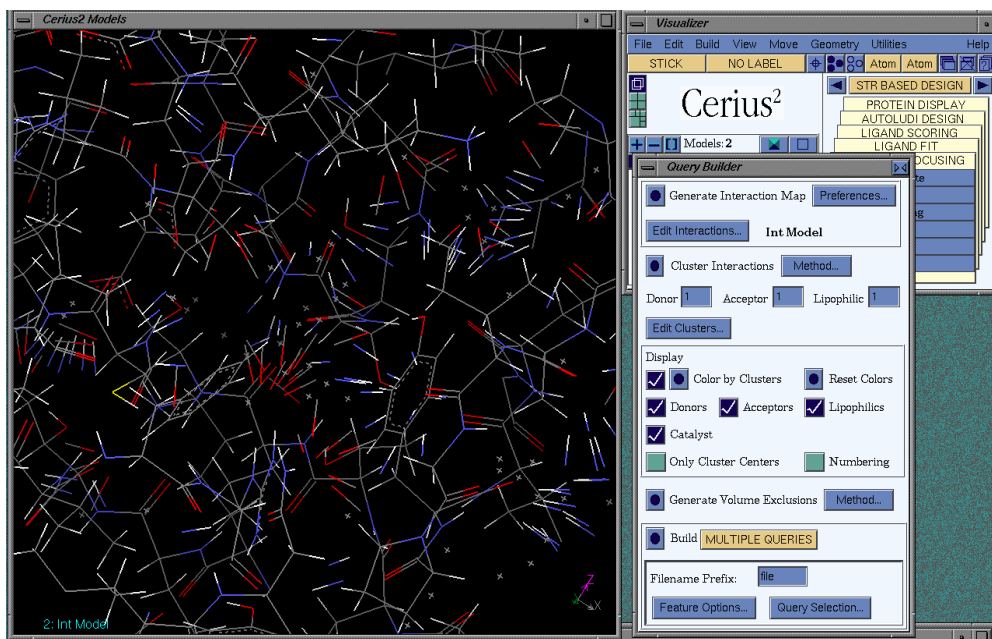 Cerius2 Models
2: Int Model
Z
X
Visualizer
File Edit Build View Move Geometry Utilities Help
STICK NO LABEL Atom Atom
Cerius²
Models: 2
STR BASED DESIGN
PROTEIN DISPLAY
AUTOLUDI DESIGN
LIGAND SCORING
LIGAND FIT
OCUSING
Query Builder
Generate Interaction Map Preferences...
Edit Interactions... Int Model
Cluster Interactions Method...
Donor 1 Acceptor 1 Lipophilic 1
Edit Clusters...
Display
Color by Clusters Reset Colors
Donors Acceptors Lipophilics
Catalyst
Only Cluster Centers Numbering
Generate Volume Exclusions Method...
Build MULTIPLE QUERIES
Filename Prefix: file
Feature Options... Query Selection...